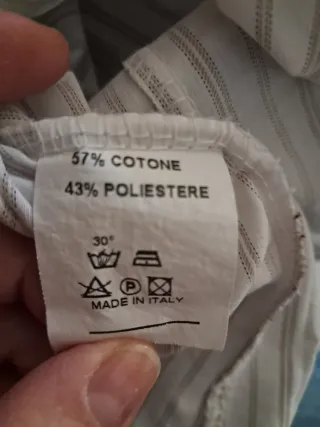 57% COTONE
43% POLIESTERE
30°
P
MADE IN ITALY